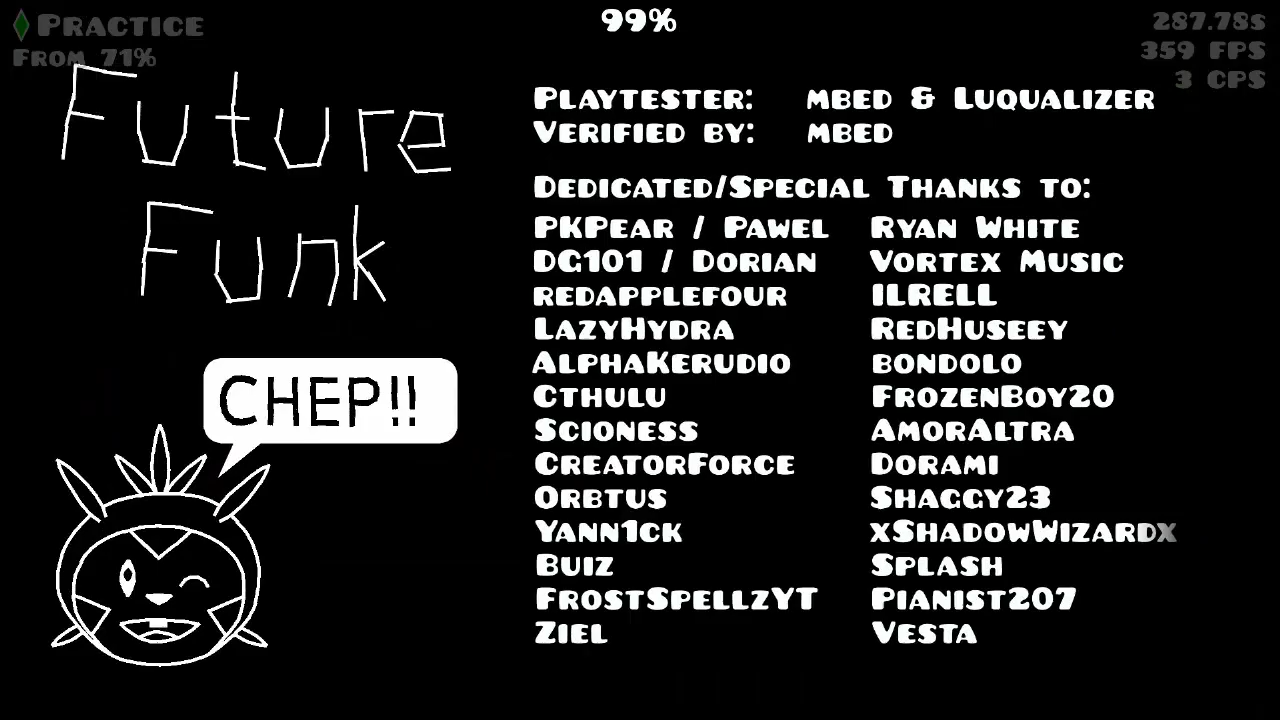 PRACTICE
FROM 71%
99%
287.78s
359 FPS
3 CPS
Future
Funk
CHEP!!
PLAYTESTER: MBED & LUQUALIZER
VERIFIED BY: MBED
DEDICATED/SPECIAL THANKS TO:
PKPEAR / PAWEL RYAN WHITE
DG101 / DORIAN VORTEX MUSIC
REDAPPLEFOUR ILRELL
LAZYHYDRA REDHUSEEY
ALPHAKERUDIO BONDOLO
CTHULU FROZENBOY20
SCIONESS AMORALTRA
CREATORFORCE DORAMI
ORBTUS SHAGGY23
YANN1CK XSHADOWWIZARDX
BUIZ SPLASH
FROSTSPELLZYT PIANIST207
ZIEL VESTA